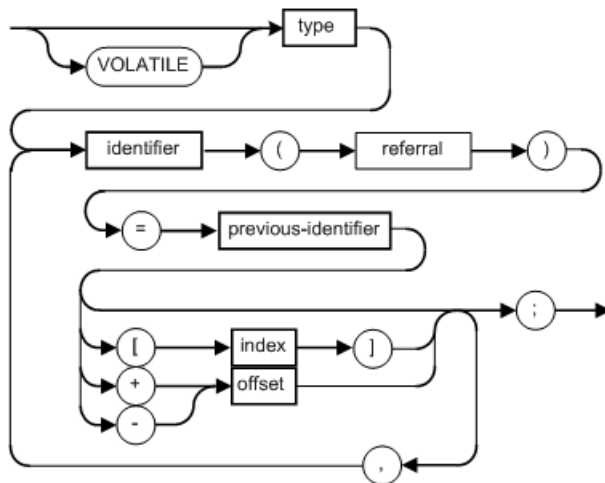 type
VOLATILE
identifier ( referral )
= previous-identifier
;
[ index ]
+ offset
-
,